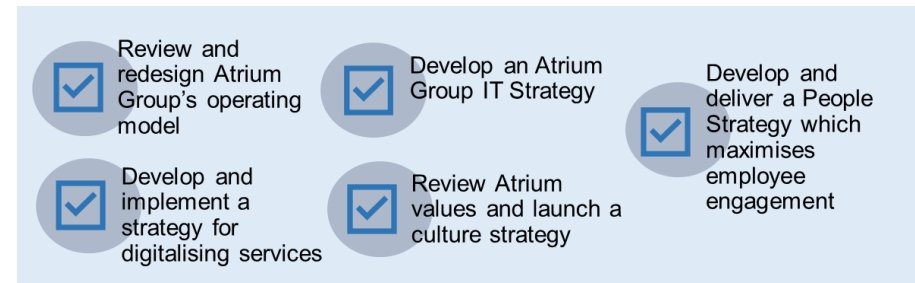 Review and
redesign Atrium
Group's operating
model
Develop and
implement a
strategy for
digitalising services
Develop an Atrium
Group IT Strategy
Review Atrium
values and launch a
culture strategy
Develop and
deliver a People
Strategy which
maximises
employee
engagement